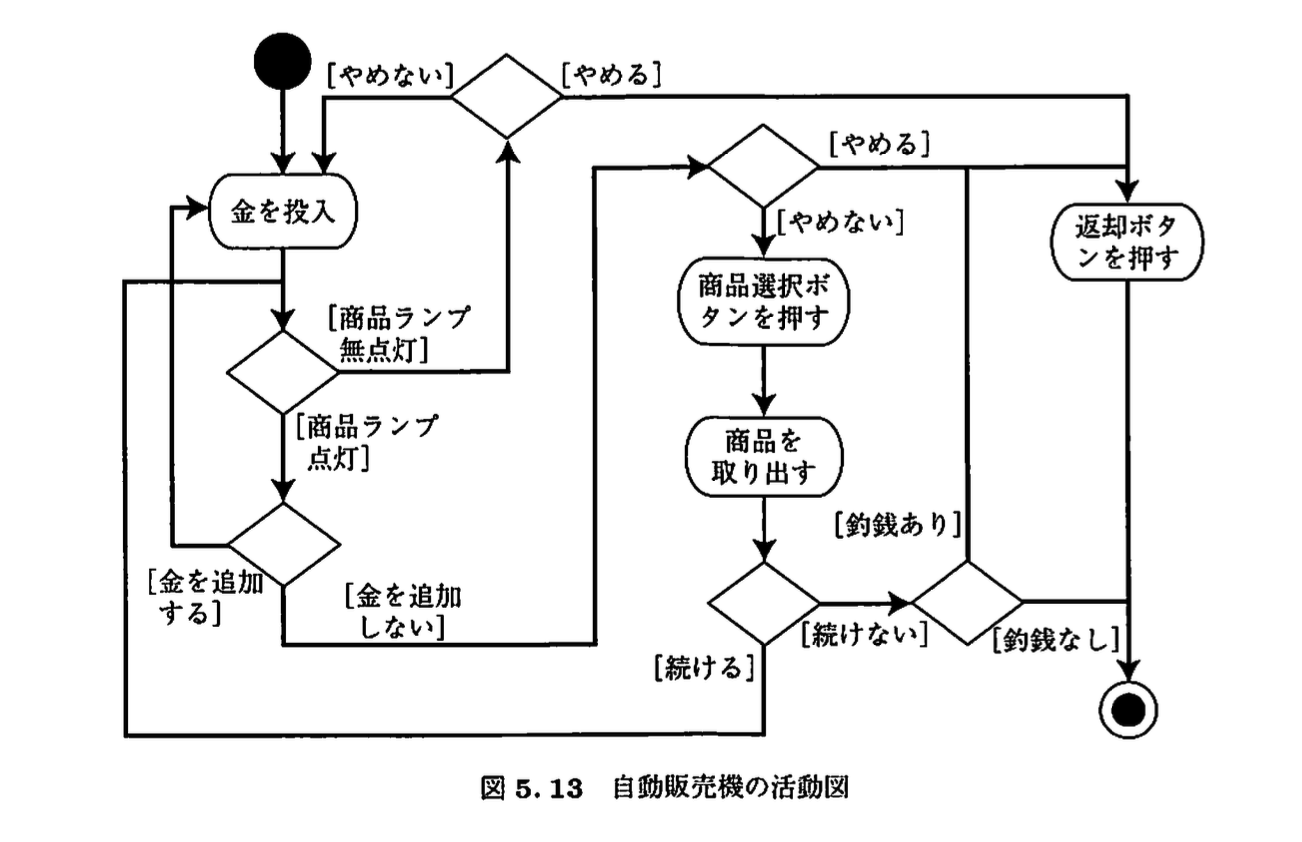 [やめない]
[やめる]
[やめる]
金を投入
[やめない]
返却ボタ
ンを押す
商品選択ボ
タンを押す
[商品ランプ
無点灯]
[商品ランプ
点灯]
商品を
取り出す
[釣銭あり]
[金を追加
する]
[金を追加
しない]
[続けない]
[釣銭なし]
[続ける]
図 5.13 自動販売機の活動図